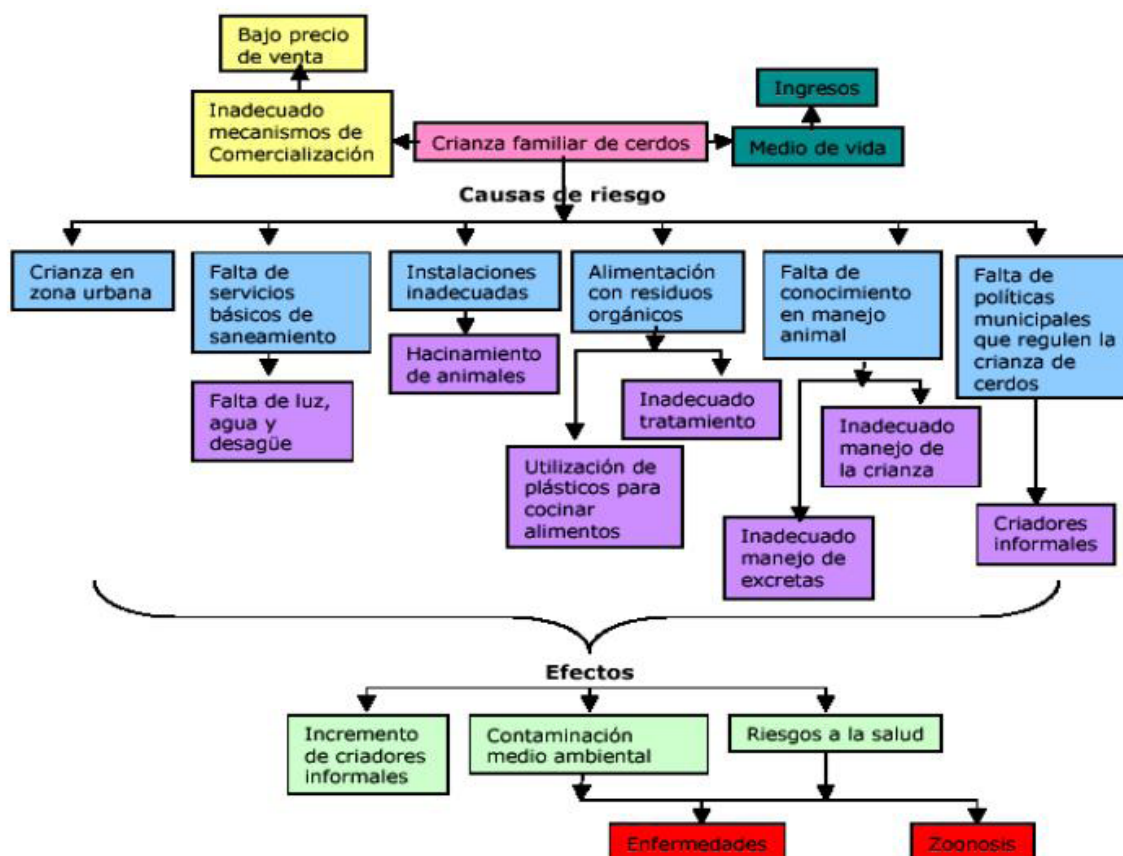 Bajo precio
de venta
Inadecuado
mecanismos de
Comercialización
Crianza familiar de cerdos
Ingresos
Medio de vida
Causas de riesgo
Crianza en
zona urbana
Falta de
servicios
básicos de
saneamiento
Falta de luz,
agua y
desagüe
Instalaciones
inadecuadas
Hacinamiento
de animales
Alimentación
con residuos
orgánicos
Inadecuado
tratamiento
Utilización de
plásticos para
cocinar
alimentos
Falta de
conocimiento
en manejo
animal
Inadecuado
manejo de
la crianza
Inadecuado
manejo de
excretas
Falta de
políticas
municipales
que regulen la
crianza de
cerdos
Criadores
informales
Efectos
Incremento
de criadores
informales
Contaminación
medio ambiental
Riesgos a la salud
Enfermedades
Zoonosis